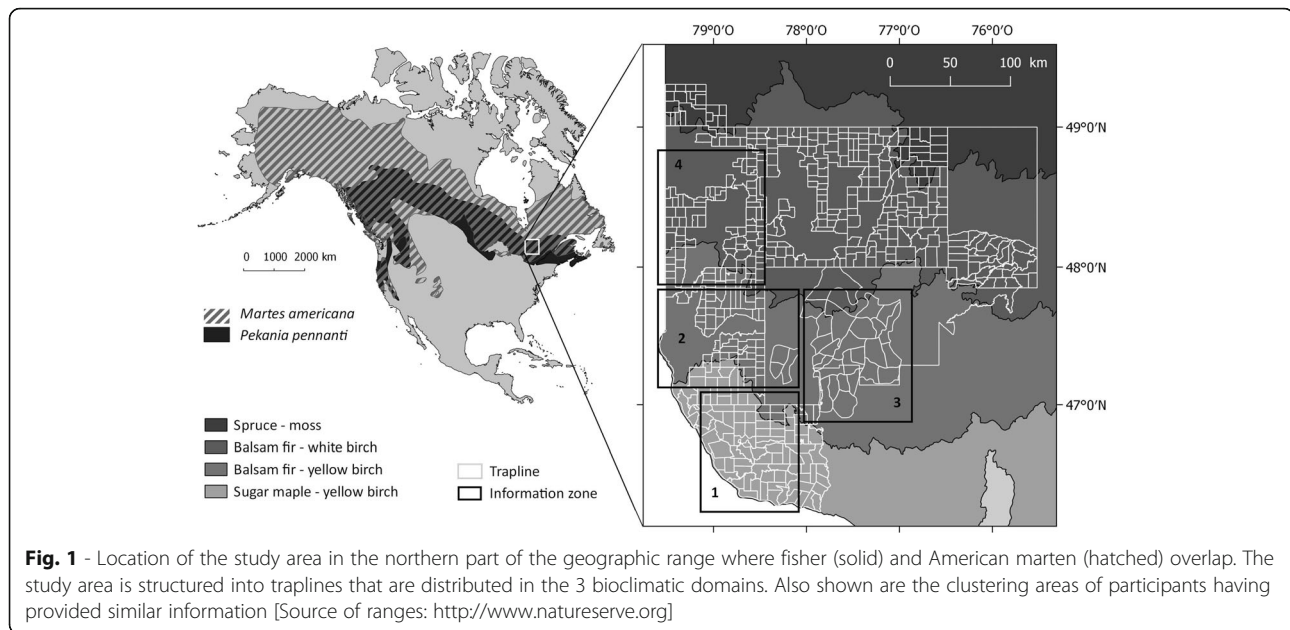 79°0’O 78°0’O 77°0’O 76°0’O
0 50 100 km
49°0’N
4
48°0’N
0 1000 2000 km
2
Martes americana
Pekania pennanti
3
47°0’N
Spruce - moss
Balsam fir - white birch
Balsam fir - yellow birch
Trapline
Sugar maple - yellow birch
Information zone
1
Fig. 1 - Location of the study area in the northern part of the geographic range where fisher (solid) and American marten (hatched) overlap. The
study area is structured into traplines that are distributed in the 3 bioclimatic domains. Also shown are the clustering areas of participants having
provided similar information [Source of ranges: http://www.natureserve.org]